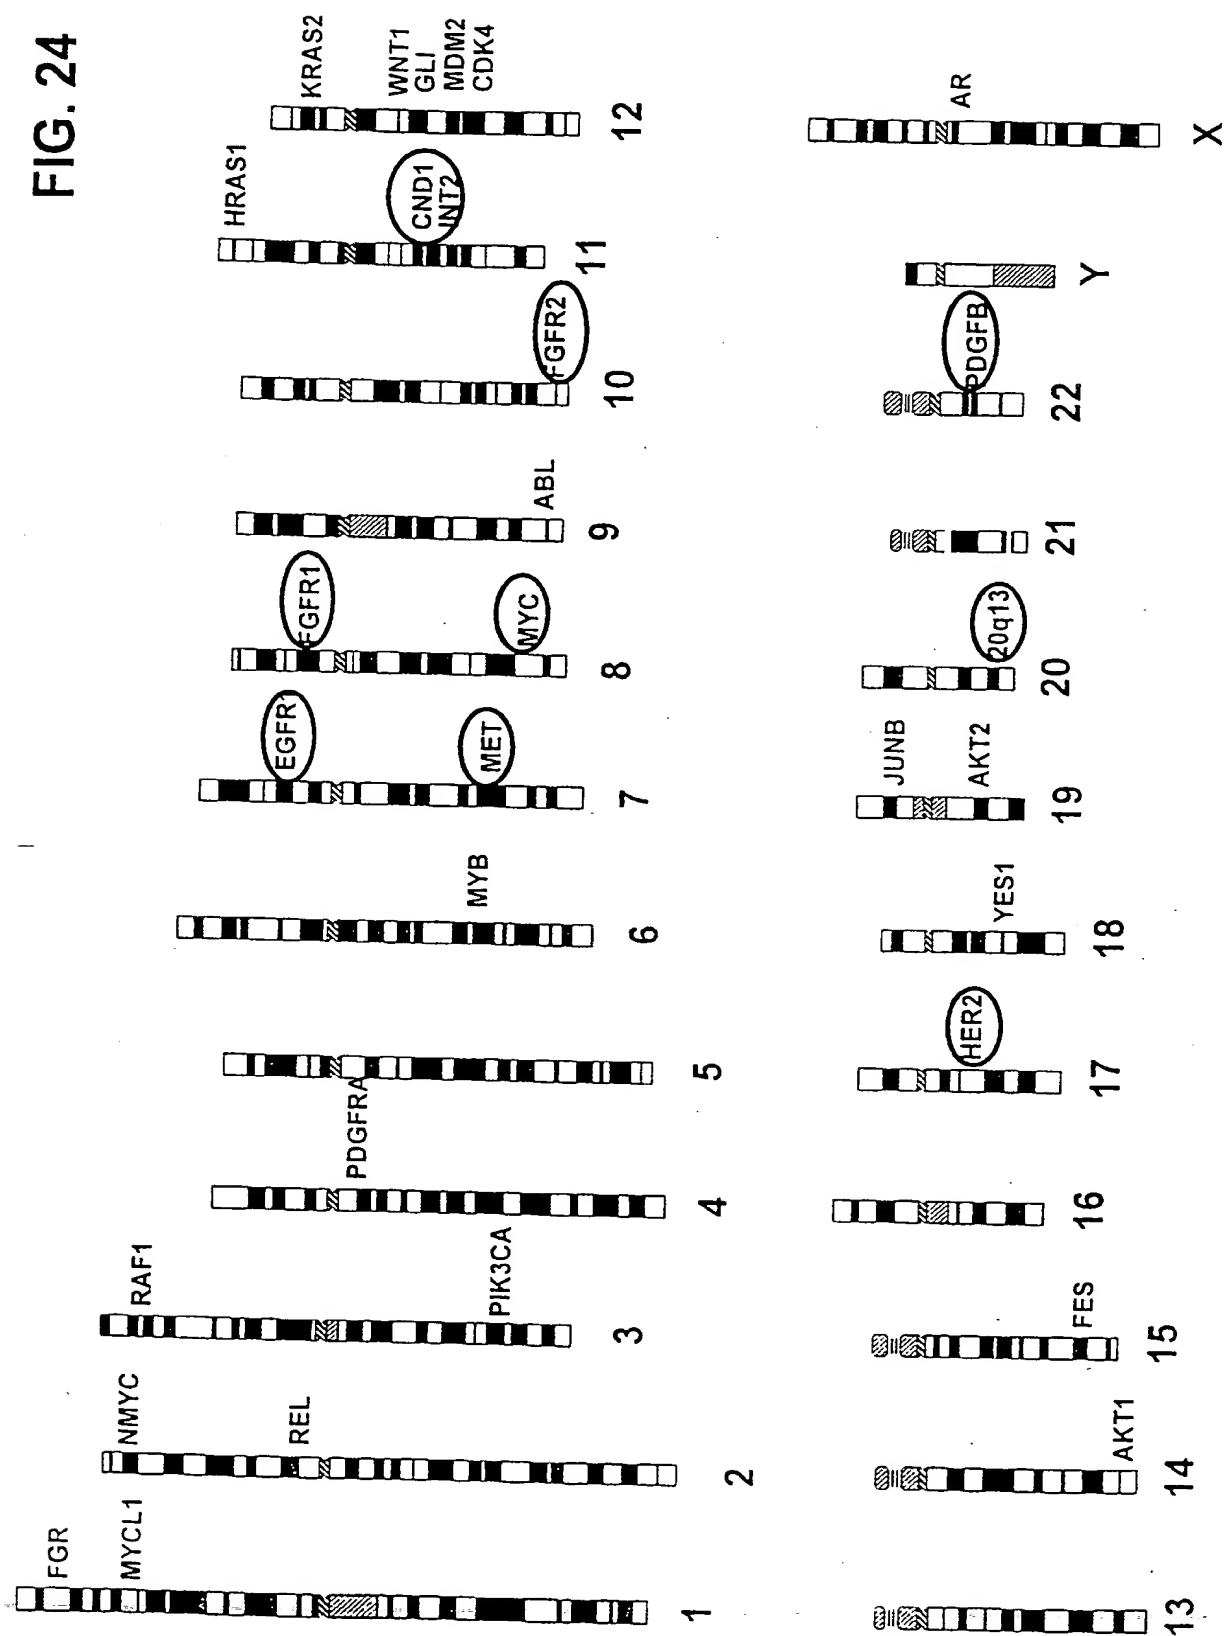 FIG. 24
FGR
MYCL1
1
NMYC
REL
2
RAF1
PIK3CA
3
PDGFRA
4
5
MYB
6
EGFR1
MET
7
FGFR1
MYC
8
ABL
9
FGFR2
10
HRAS1
CND1
INT2
11
KRAS2
WNT1
GLI
MDM2
CDK4
12
13
AKT1
14
FES
15
16
HER2
17
YES1
18
JUNB
AKT2
19
20q13
20
21
PDGFB
22
Y
AR
X